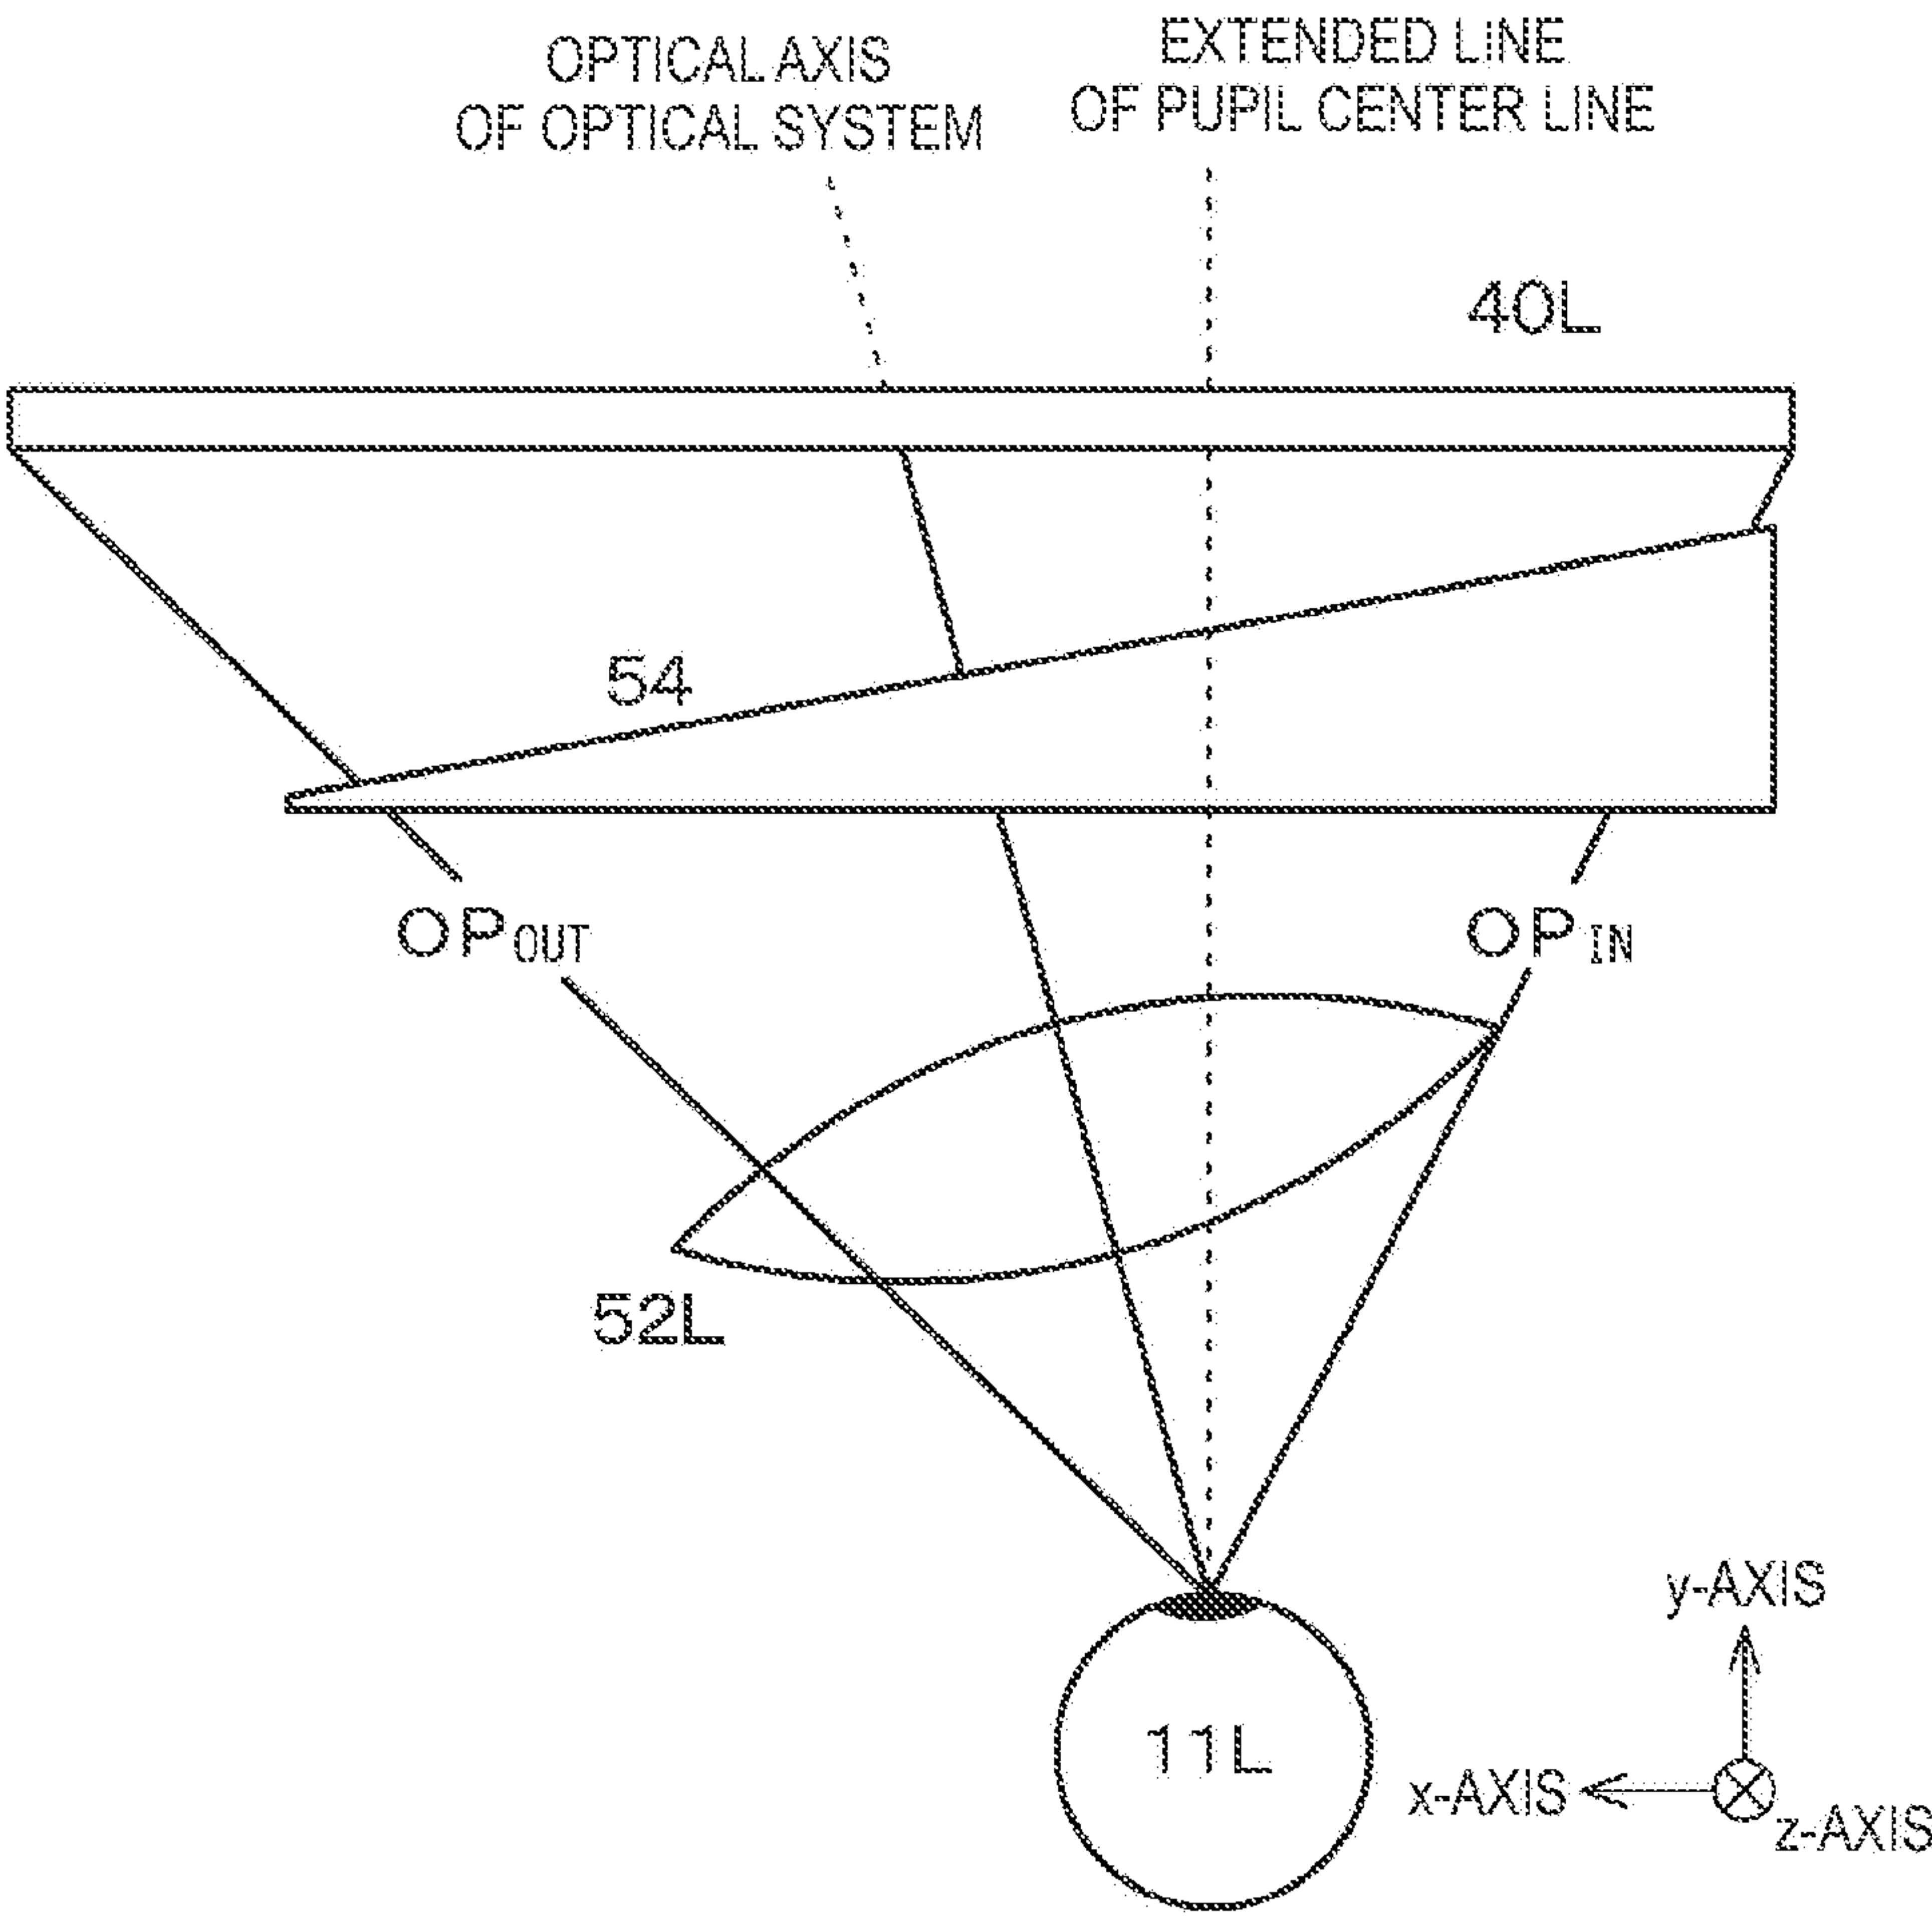 OPTICAL AXIS
OF OPTICAL SYSTEM
EXTENDED LINE
OF PUPIL CENTER LINE
40L
54
OPOUT
OPIN
52L
11L
y-AXIS
x-AXIS
z-AXIS